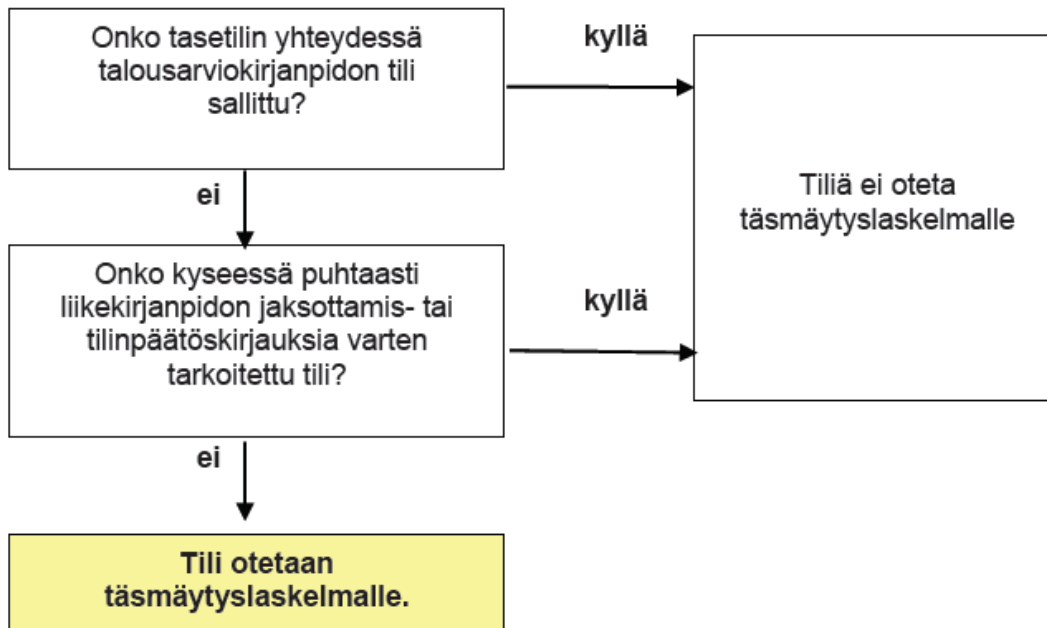 Onko tasetilin yhteydessä
talousarviokirjanpidon tili
sallittu?
kyllä
ei
Tiliä ei oteta
täsmäytyslaskelmalle
Onko kyseessä puhtaasti
liikekirjanpidon jaksottamis- tai
tilinpäätöskirjauksia varten
tarkoitettu tili?
kyllä
ei
Tili otetaan
täsmäytyslaskelmalle.